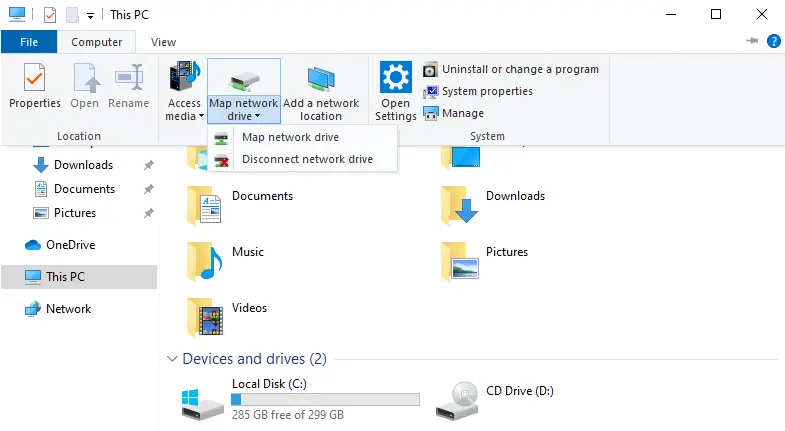 This PC
File
Computer
View
Properties
Open
Rename
Access
media
Map network
drive
Add a network
location
Open
Settings
Uninstall or change a program
System properties
Manage
Location
System
Map network drive
Disconnect network drive
Downloads
Documents
Pictures
OneDrive
This PC
Network
Documents
Downloads
Music
Pictures
Videos
Devices and drives (2)
Local Disk (C:)
285 GB free of 299 GB
CD Drive (D:)